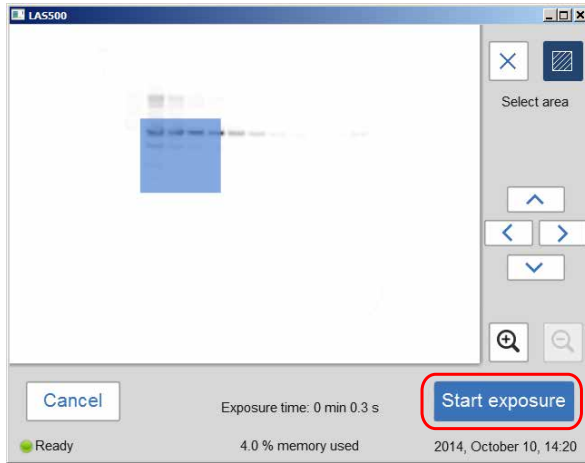 LAS500
Select area
Cancel
Exposure time: 0 min 0.3 s
Start exposure
Ready
4.0 % memory used
2014, October 10, 14:20